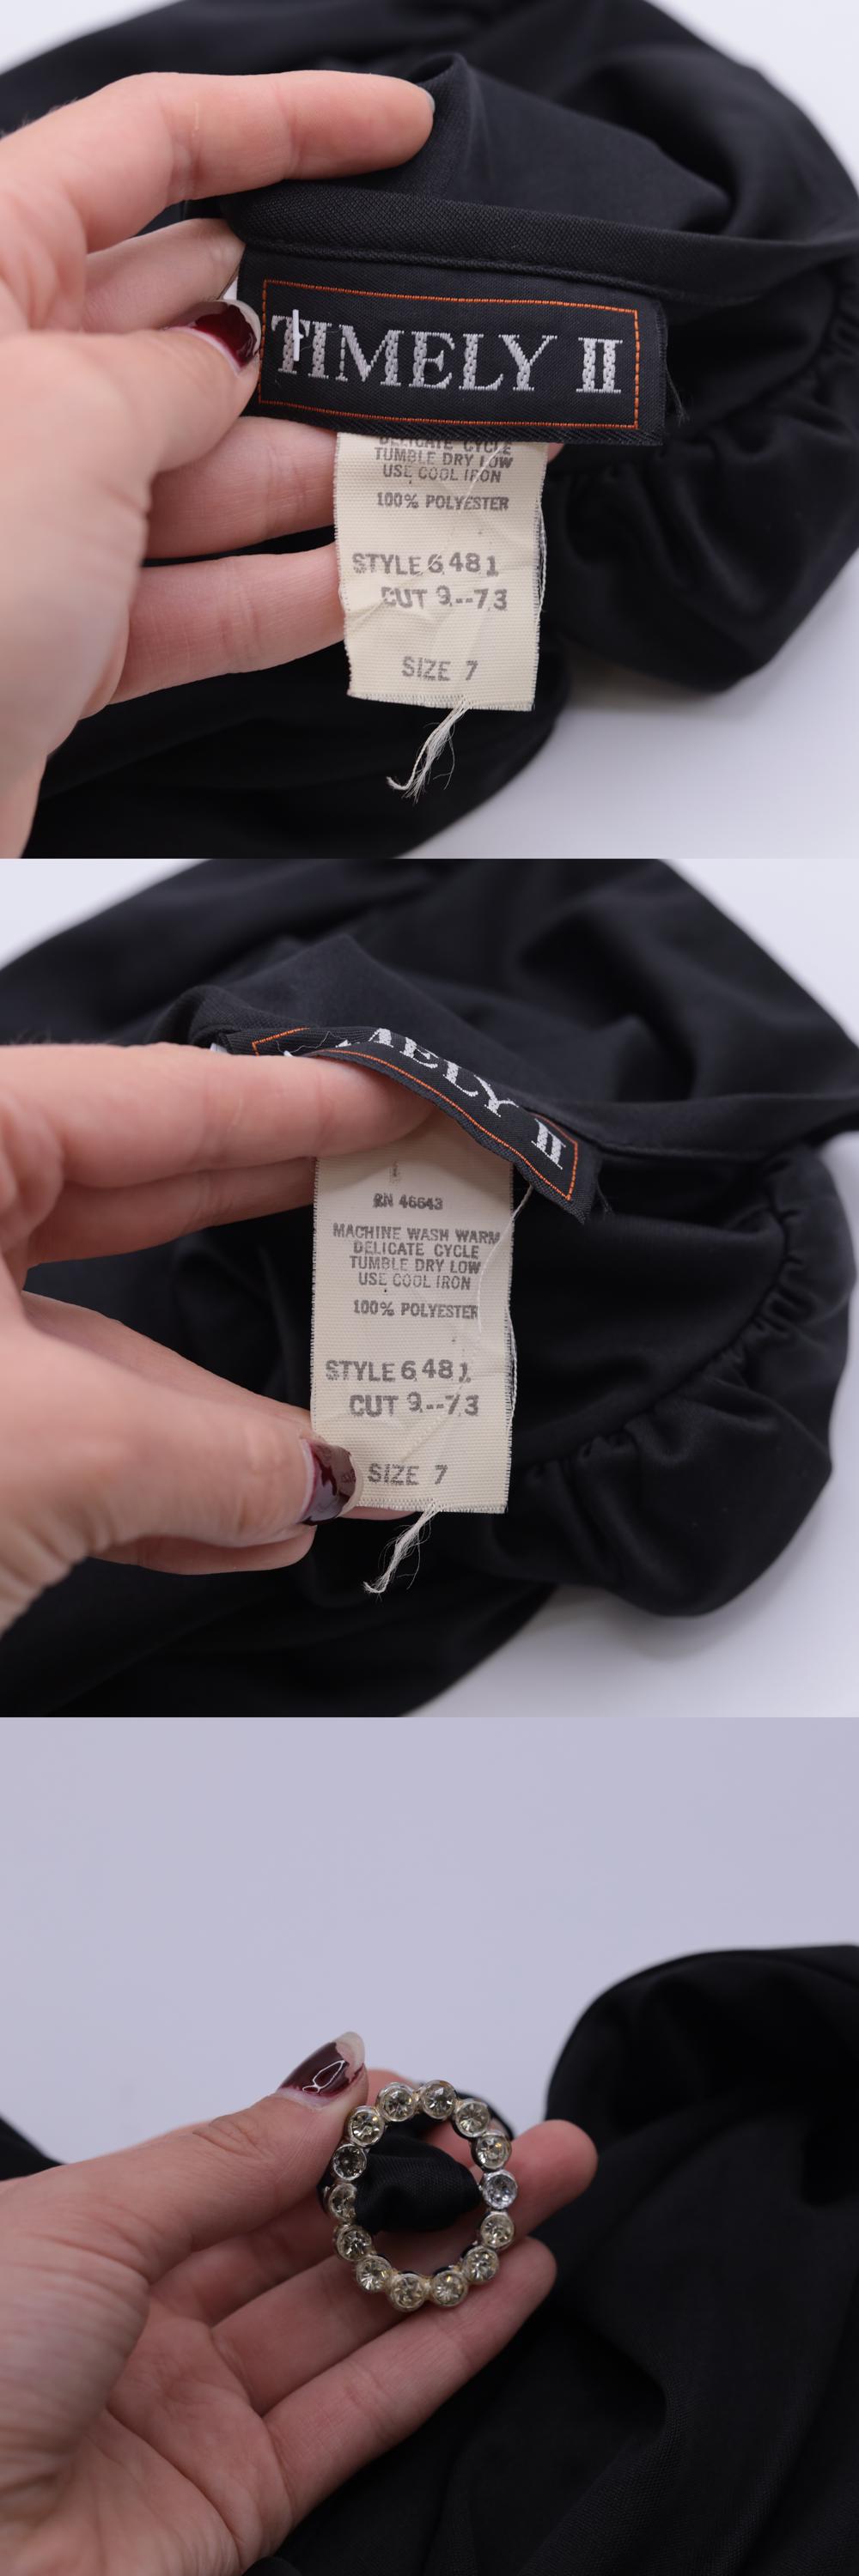 TIMELY II
DELICATE CYCLE
TUMBLE DRY LOW
USE COOL IRON
100% POLYESTER
STYLE 6481
CUT 9--73
SIZE 7
MELY II
RN 46643
MACHINE WASH WARM
DELICATE CYCLE
TUMBLE DRY LOW
USE COOL IRON
100% POLYESTER
STYLE 6481
CUT 9--73
SIZE 7